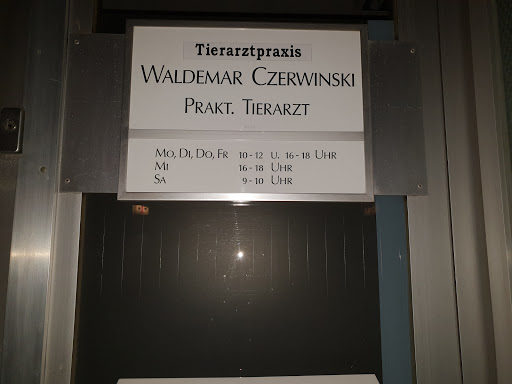 Tierarztpraxis
WALDEMAR CZERWINSKI
PRAKT. TIERARZT
MO, DI, DO, FR 10-12 U. 16-18 UHR
MI 16-18 UHR
SA 9-10 UHR